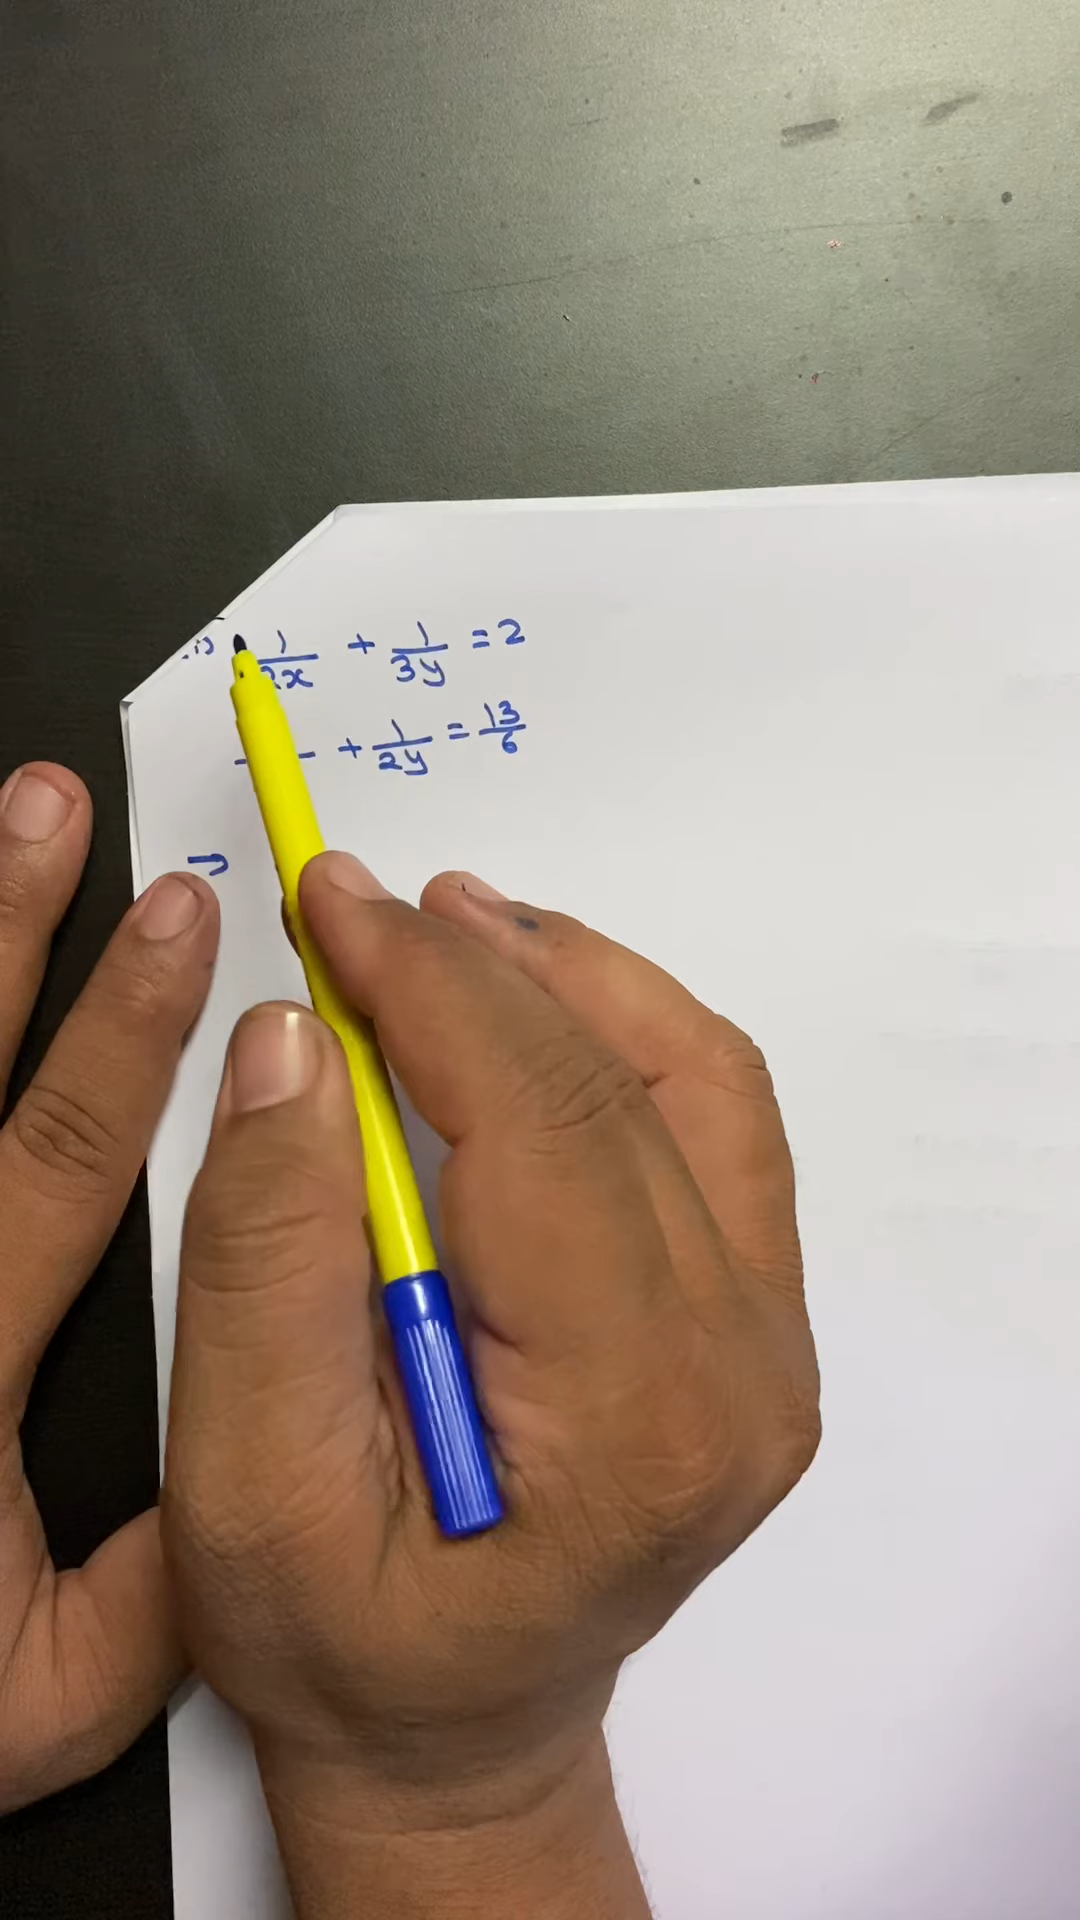 i) 1/2x + 1/3y = 2
+ 1/2y = 13/6